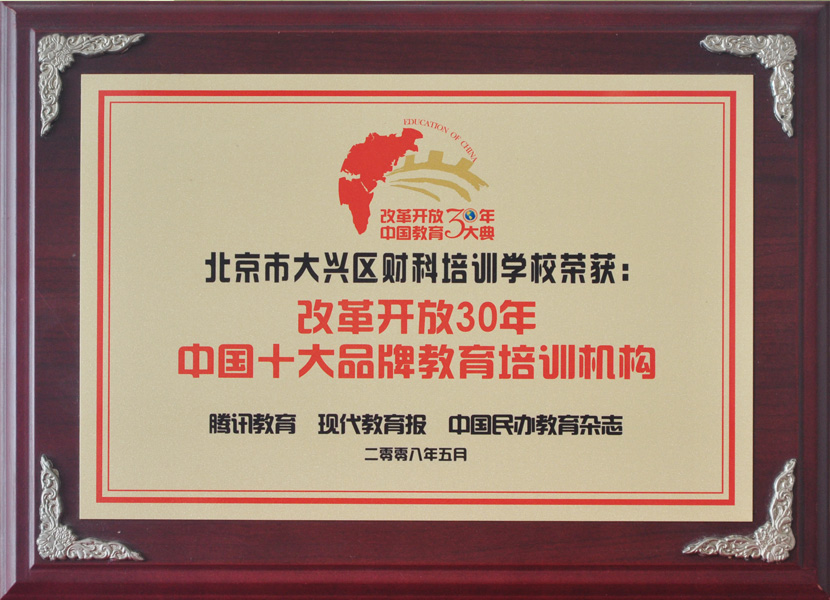 EDUCATION OF CHINA
改革开放30年
中国教育大典
北京市大兴区财科培训学校荣获：
改革开放30年
中国十大品牌教育培训机构
腾讯教育 现代教育报 中国民办教育杂志
二零零八年五月